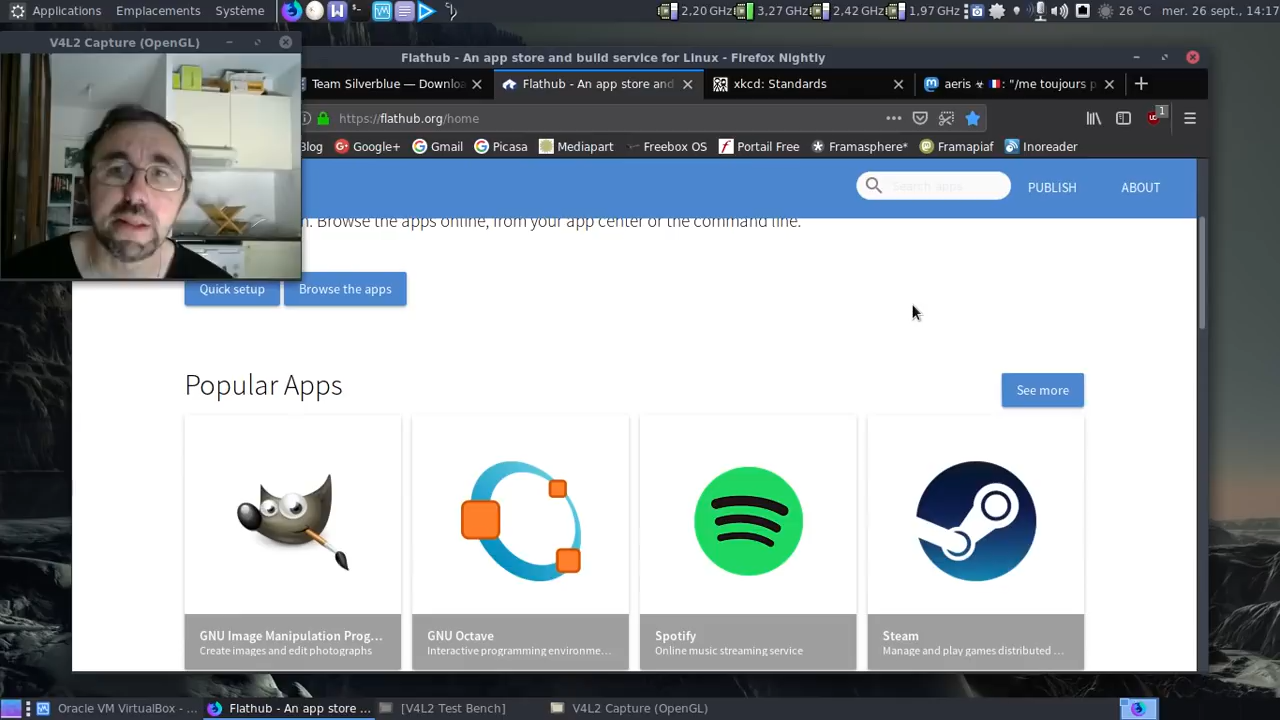 Applications Emplacements Système 2,20 GHz 3,27 GHz 2,42 GHz 1,97 GHz 26 °C mer. 26 sept., 14:17
V4L2 Capture (OpenGL)
Flathub - An app store and build service for Linux - Firefox Nightly
Team Silverblue — Downloa
Flathub - An app store and
xkcd: Standards
aeris ☣ 🇫🇷: "/me toujours p
https://flathub.org/home
1
Blog Google+ Gmail Picasa Mediapart Freebox OS Portail Free Framasphere* Framapiaf Inoreader
Search apps PUBLISH ABOUT
. Browse the apps online, from your app center or the command line.
Quick setup Browse the apps
Popular Apps See more
GNU Image Manipulation Prog...
Create images and edit photographs
GNU Octave
Interactive programming environme...
Spotify
Online music streaming service
Steam
Manage and play games distributed ...
Oracle VM VirtualBox - ... Flathub - An app store ... [V4L2 Test Bench] V4L2 Capture (OpenGL)